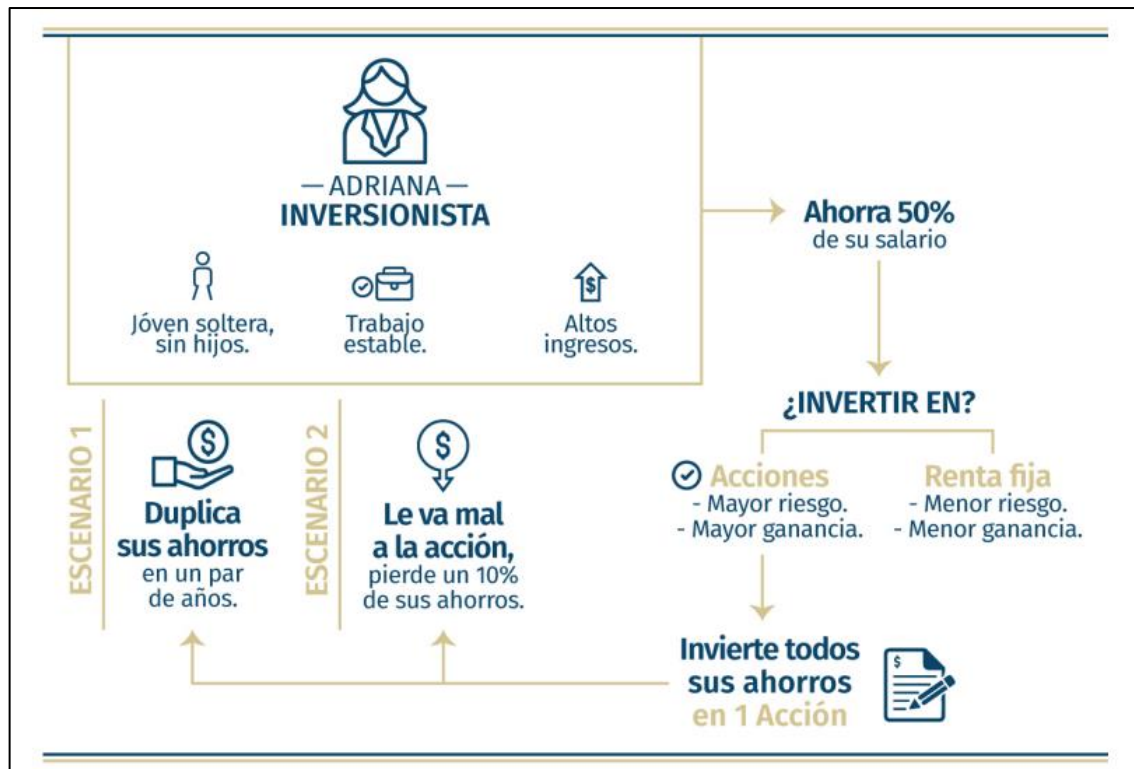 — ADRIANA —
INVERSIONISTA
Jóven soltera,
sin hijos.
Trabajo
estable.
Altos
ingresos.
Ahorra 50%
de su salario
¿INVERTIR EN?
Acciones
- Mayor riesgo.
- Mayor ganancia.
Renta fija
- Menor riesgo.
- Menor ganancia.
Invierte todos
sus ahorros
en 1 Acción
$
ESCENARIO 1
$
Duplica
sus ahorros
en un par
de años.
ESCENARIO 2
$
Le va mal
a la acción,
pierde un 10%
de sus ahorros.
$